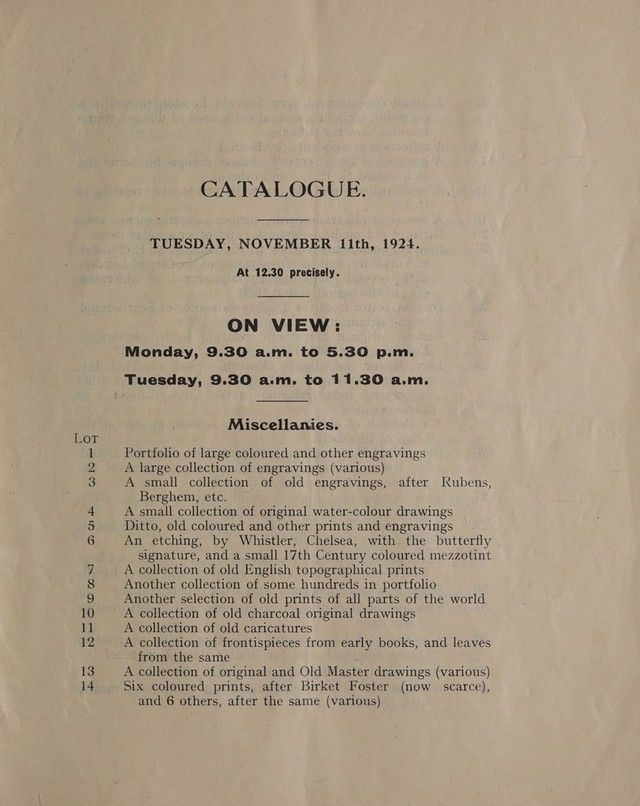 CATALOGUE.
TUESDAY, NOVEMBER 11th, 1924.
At 12.30 precisely.
ON VIEW:
Monday, 9.30 a.m. to 5.30 p.m.
Tuesday, 9.30 a.m. to 11.30 a.m.
Miscellanies.
Lot
1 Portfolio of large coloured and other engravings
2 A large collection of engravings (various)
3 A small collection of old engravings, after Rubens,
Berghem, etc.
4 A small collection of original water-colour drawings
5 Ditto, old coloured and other prints and engravings
6 An etching, by Whistler, Chelsea, with the butterfly
signature, and a small 17th Century coloured mezzotint
7 A collection of old English topographical prints
8 Another collection of some hundreds in portfolio
9 Another selection of old prints of all parts of the world
10 A collection of old charcoal original drawings
11 A collection of old caricatures
12 A collection of frontispieces from early books, and leaves
from the same
13 A collection of original and Old Master drawings (various)
14 Six coloured prints, after Birket Foster (now scarce),
and 6 others, after the same (various)